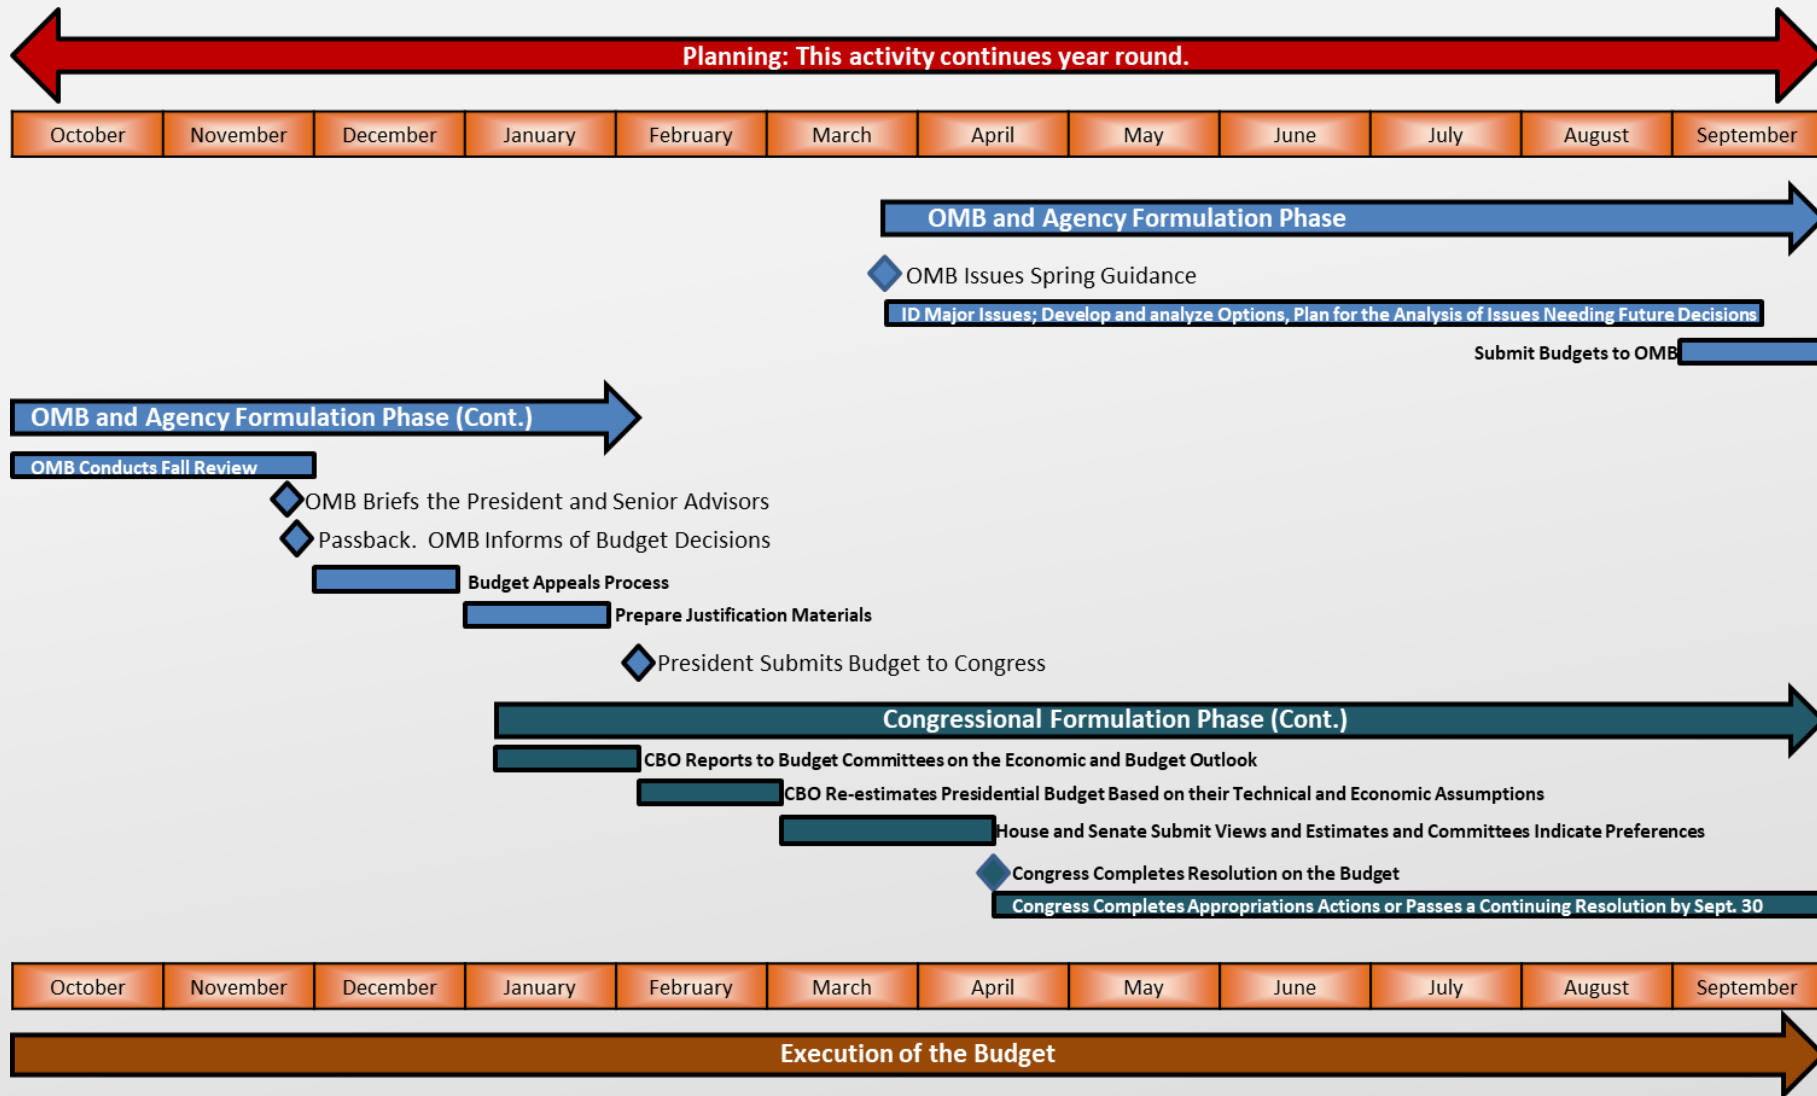 Planning: This activity continues year round.
October November December January February March April May June July August September
OMB and Agency Formulation Phase
OMB Issues Spring Guidance
ID Major Issues; Develop and analyze Options, Plan for the Analysis of Issues Needing Future Decisions
Submit Budgets to OMB
OMB and Agency Formulation Phase (Cont.)
OMB Conducts Fall Review
OMB Briefs the President and Senior Advisors
Passback.  OMB Informs of Budget Decisions
Budget Appeals Process
Prepare Justification Materials
President Submits Budget to Congress
Congressional Formulation Phase (Cont.)
CBO Reports to Budget Committees on the Economic and Budget Outlook
CBO Re-estimates Presidential Budget Based on their Technical and Economic Assumptions
House and Senate Submit Views and Estimates and Committees Indicate Preferences
Congress Completes Resolution on the Budget
Congress Completes Appropriations Actions or Passes a Continuing Resolution by Sept. 30
October November December January February March April May June July August September
Execution of the Budget